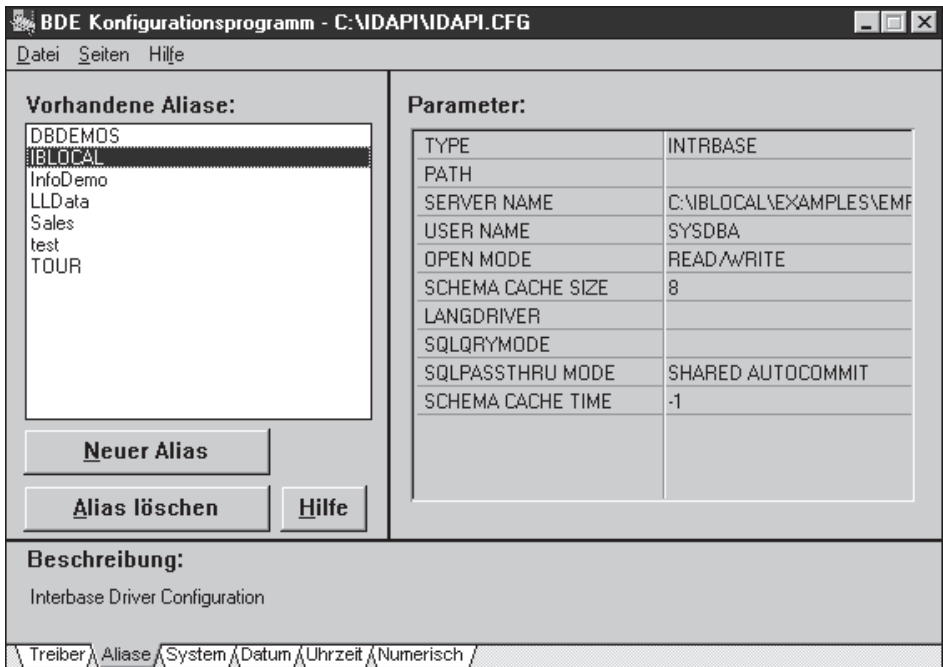 BDE Konfigurationsprogramm - C:\IDAPI\IDAPI.CFG
Datei Seiten Hilfe
Vorhandene Aliase:
DBDEMOS
IBLOCAL
InfoDemo
LLData
Sales
test
TOUR
Neuer Alias
Alias löschen Hilfe
Parameter:
TYPE INTRBASE
PATH
SERVER NAME C:\IBLOCAL\EXAMPLES\EMP
USER NAME SYSDBA
OPEN MODE READ/WRITE
SCHEMA CACHE SIZE 8
LANGDRIVER
SQLQRYMODE
SQLPASSTHRU MODE SHARED AUTOCOMMIT
SCHEMA CACHE TIME -1
Beschreibung:
Interbase Driver Configuration
Treiber Aliase System Datum Uhrzeit Numerisch